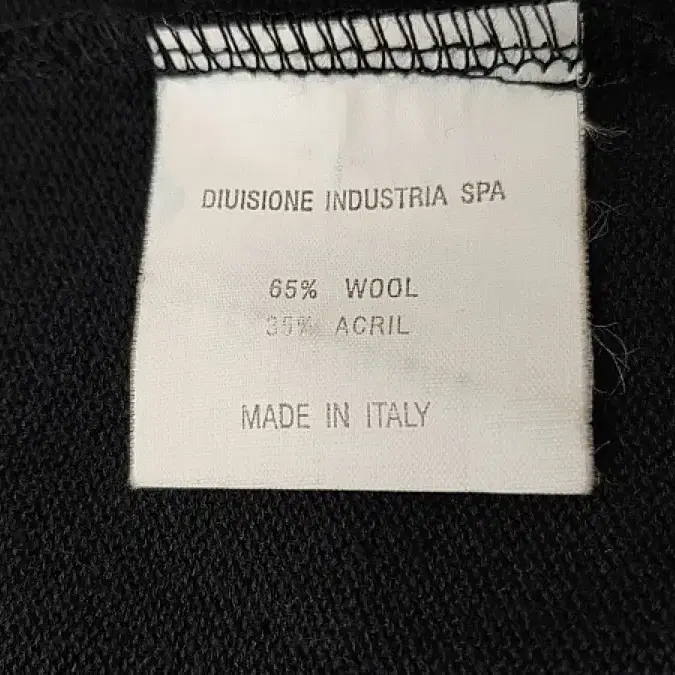 DIUISIONE INDUSTRIA SPA
65% WOOL
35% ACRIL
MADE IN ITALY